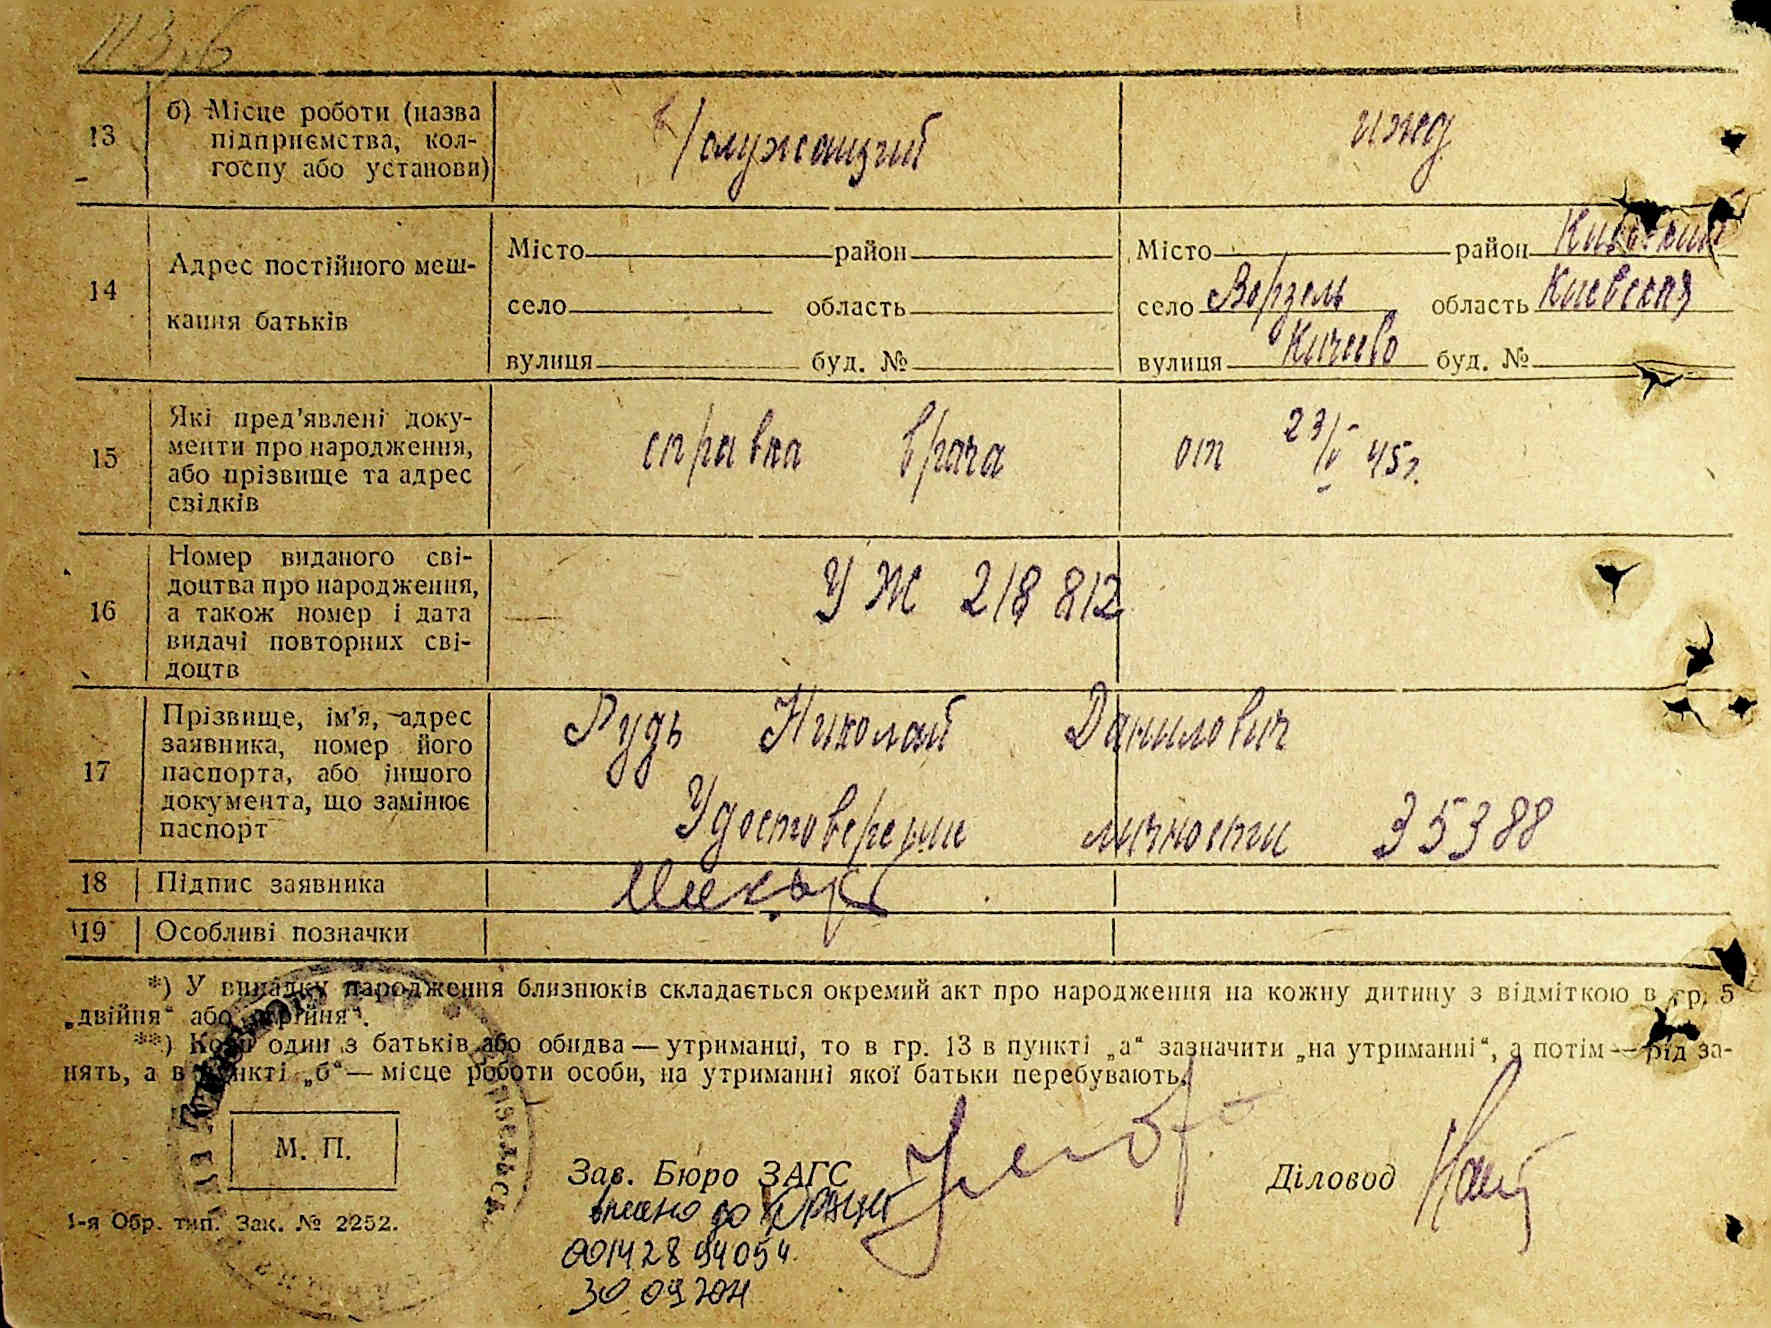 113,6
13
б) Місце роботи (назва
підприємства, кол-
госпу або установи)
в/служащий
ижд
14
Адрес постійного меш-
кання батьків
Місто район
село область
вулиця буд. №
Місто район Киевский
село Ворзель область Киевская
вулиця Кичеево буд. №
15
Які пред'явлені доку-
менти про народження,
або прізвище та адрес
свідків
справка врача от 23/V 45г.
16
Номер виданого сві-
доцтва про народження,
а також номер і дата
видачі повторних сві-
доцтв
УЖ 218812
17
Прізвище, ім'я, адрес
заявника, номер його
паспорта, або іншого
документа, що замінює
паспорт
Рудь Николай Данилович
Удостоверение личности 35388
18 Підпис заявника
19 Особливі позначки
*) У випадку народження близнюків складається окремий акт про народження на кожну дитину з відміткою в гр. 5
„двійня“ або „трійня“.
**) Коли один з батьків або обидва — утриманці, то в гр. 13 в пункті „а“ зазначити „на утриманні“, а потім — рід за-
нять, а в пункті „б“ — місце роботи особи, на утриманні якої батьки перебувають.
М. П.
Зав. Бюро ЗАГС
Діловод
внесено до
00142894054
30 09 2011
1-я Обр. тип. Зак. № 2252.